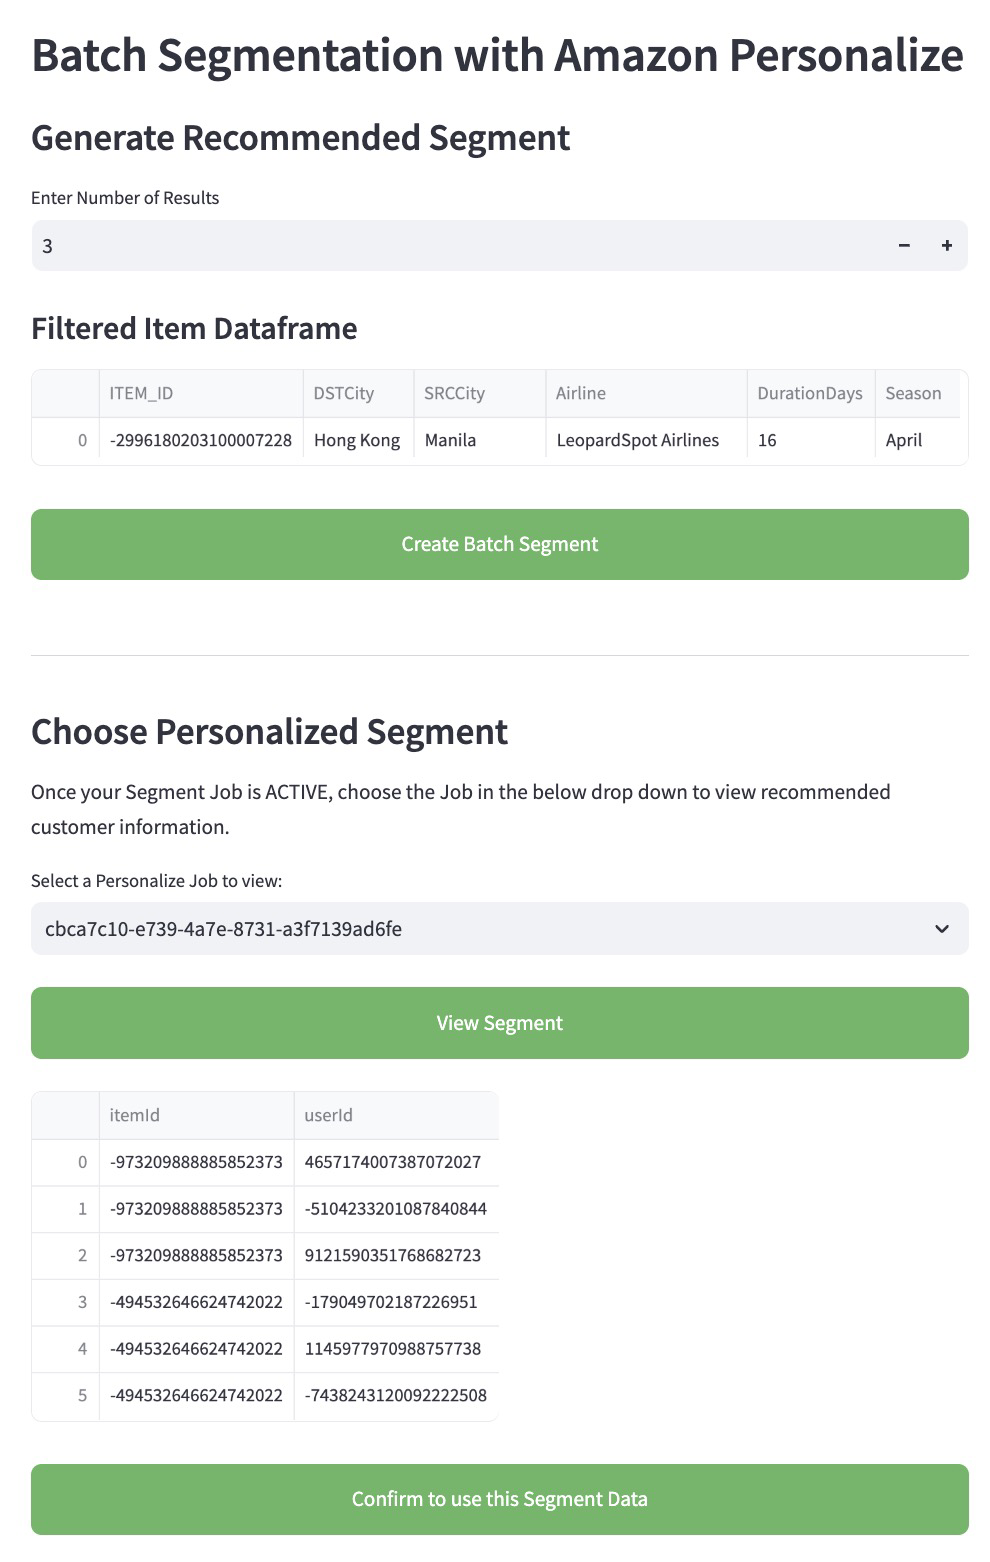 Batch Segmentation with Amazon Personalize
Generate Recommended Segment
Enter Number of Results
3 − +
Filtered Item Dataframe
ITEM_ID DSTCity SRCCity Airline DurationDays Season
0 -2996180203100007228 Hong Kong Manila LeopardSpot Airlines 16 April
Create Batch Segment
Choose Personalized Segment
Once your Segment Job is ACTIVE, choose the Job in the below drop down to view recommended
customer information.
Select a Personalize Job to view:
cbca7c10-e739-4a7e-8731-a3f7139ad6fe
View Segment
itemId userId
0 -973209888885852373 4657174007387072027
1 -973209888885852373 -5104233201087840844
2 -973209888885852373 9121590351768682723
3 -494532646624742022 -179049702187226951
4 -494532646624742022 1145977970988757738
5 -494532646624742022 -7438243120092222508
Confirm to use this Segment Data